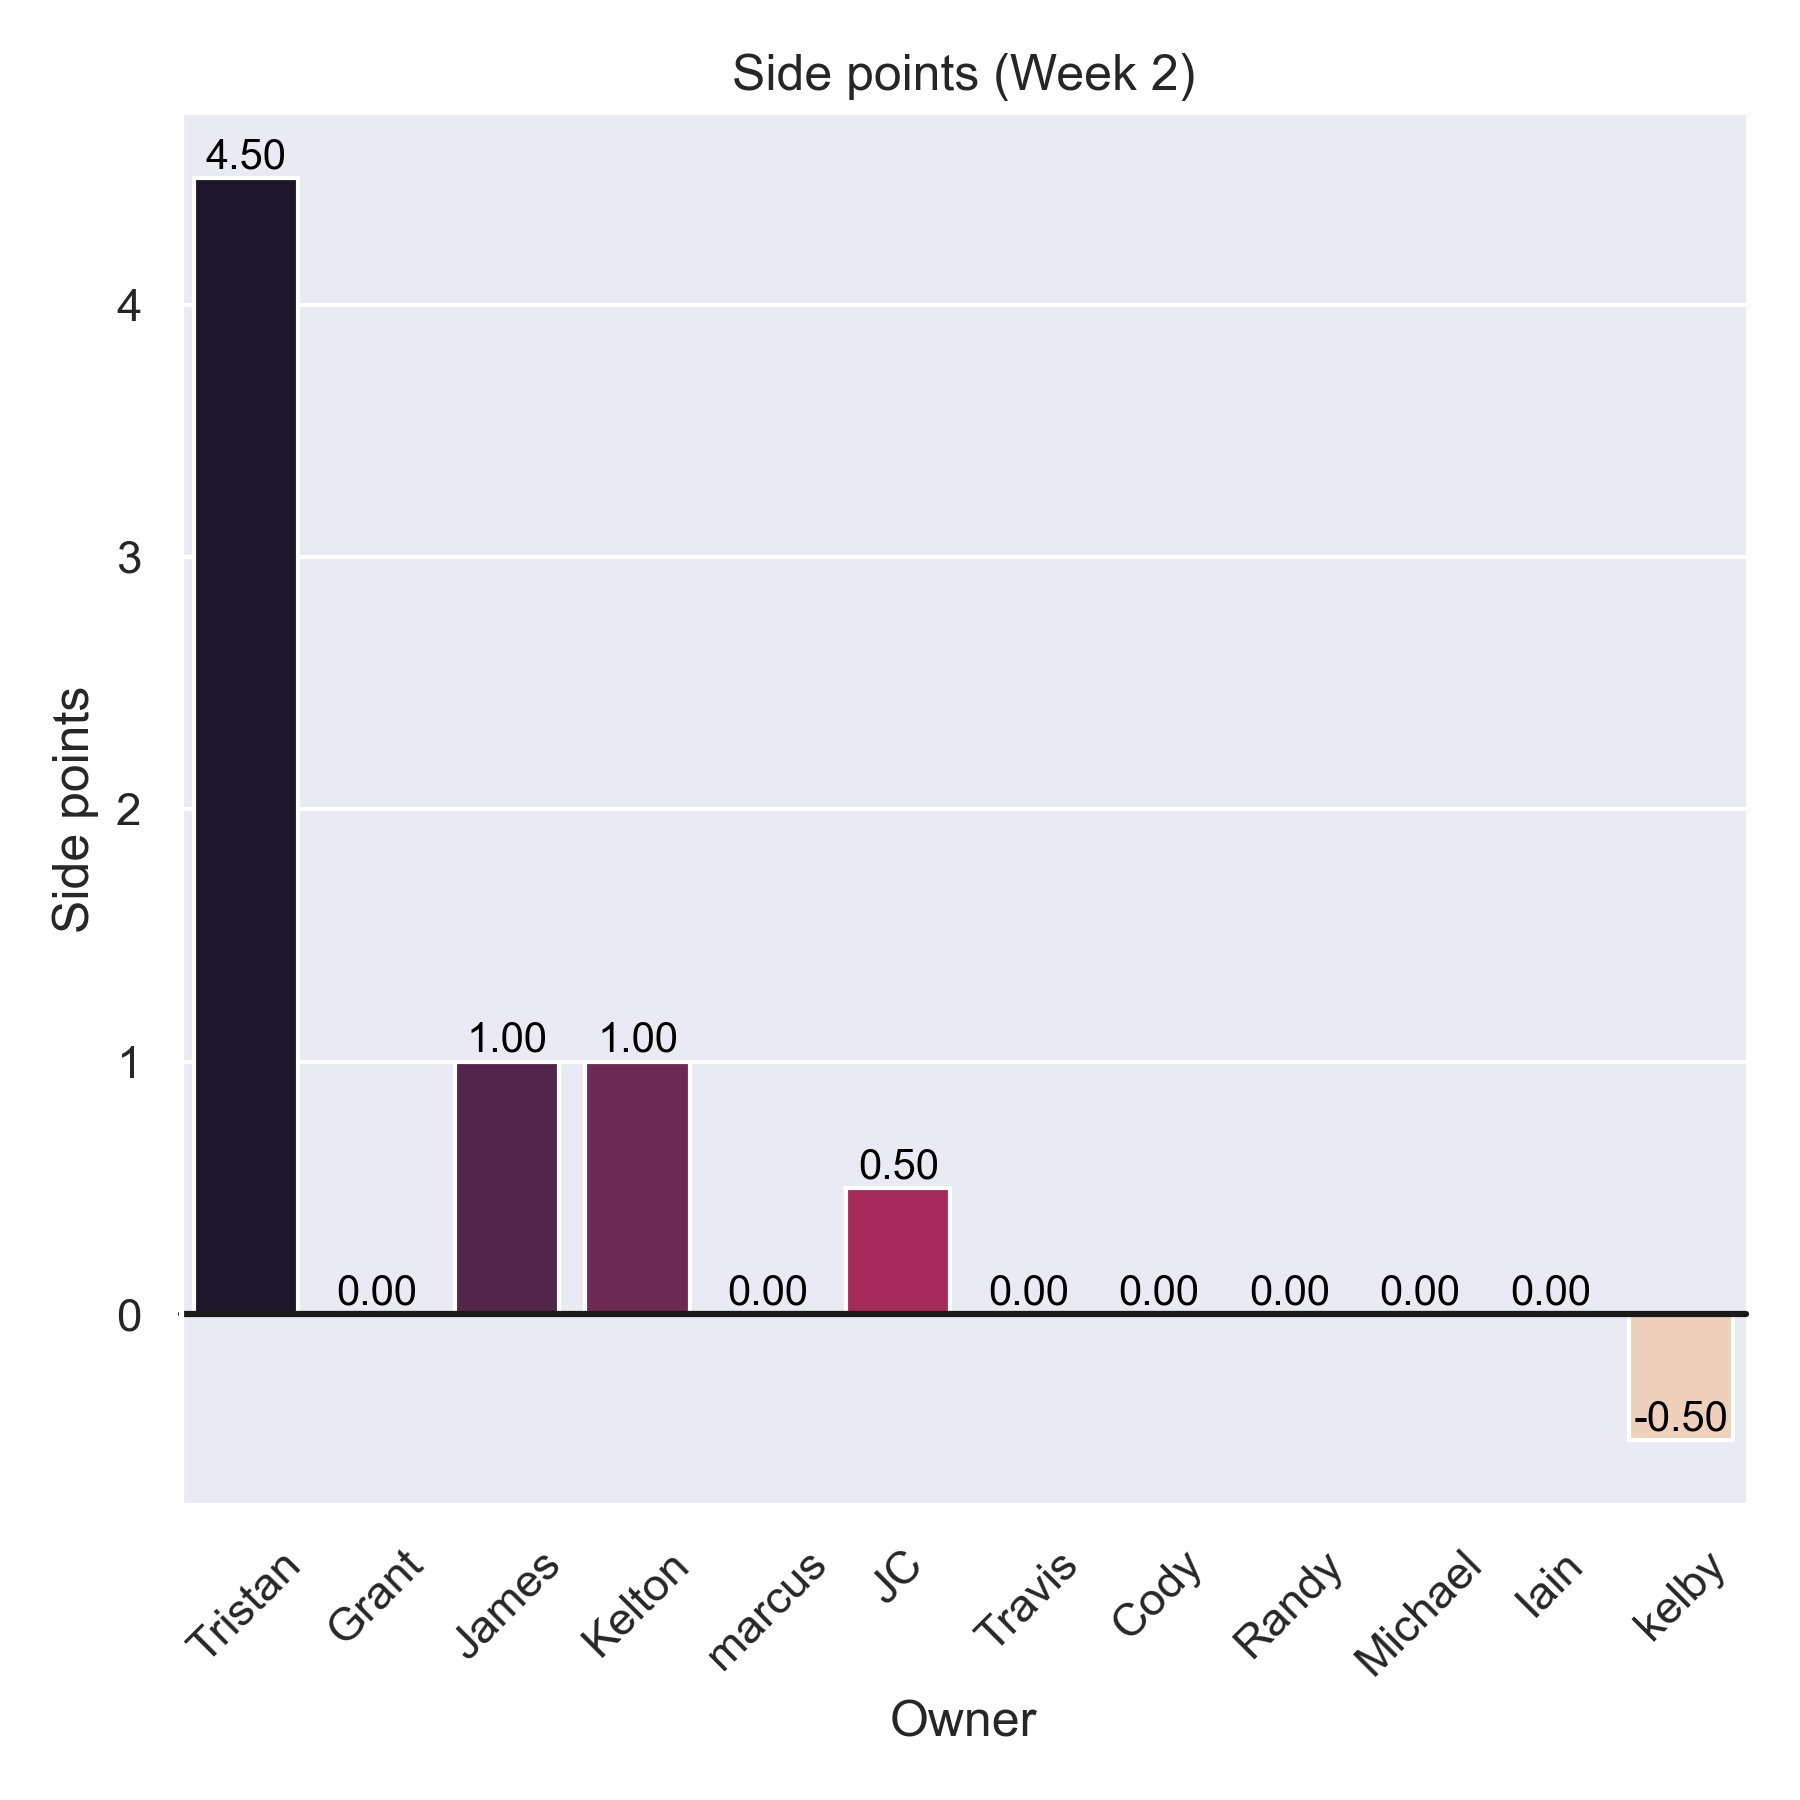 Side points (Week 2)
4.50
4
3
2
1
0
Side points
1.00 1.00
0.50
0.00 0.00 0.00 0.00 0.00 0.00 0.00
-0.50
Tristan Grant James Kelton marcus JC Travis Cody Randy Michael Iain kelby
Owner